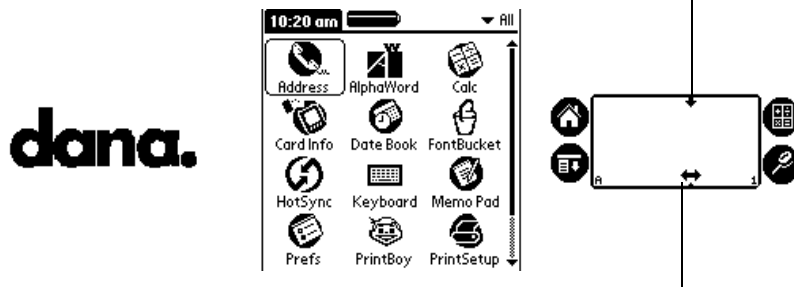 dana.
10:20 am All
Address AlphaWord Calc
Card Info Date Book FontBucket
HotSync Keyboard Memo Pad
Prefs PrintBoy PrintSetup
A 1